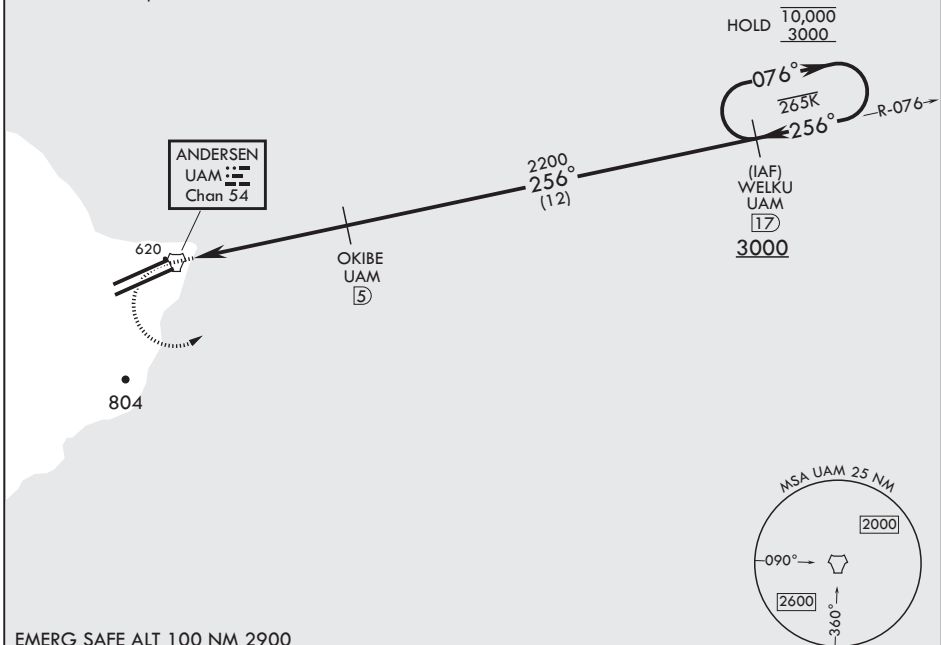 HOLD 10,000
3000
076°
265K
256°
R-076
ANDERSEN
UAM
Chan 54
2200
256°
(12)
(IAF)
WELKU
UAM
17
3000
620
OKIBE
UAM
5
804
MSA UAM 25 NM
2000
090°
2600
360°
EMERG SAFE ALT 100 NM 2900